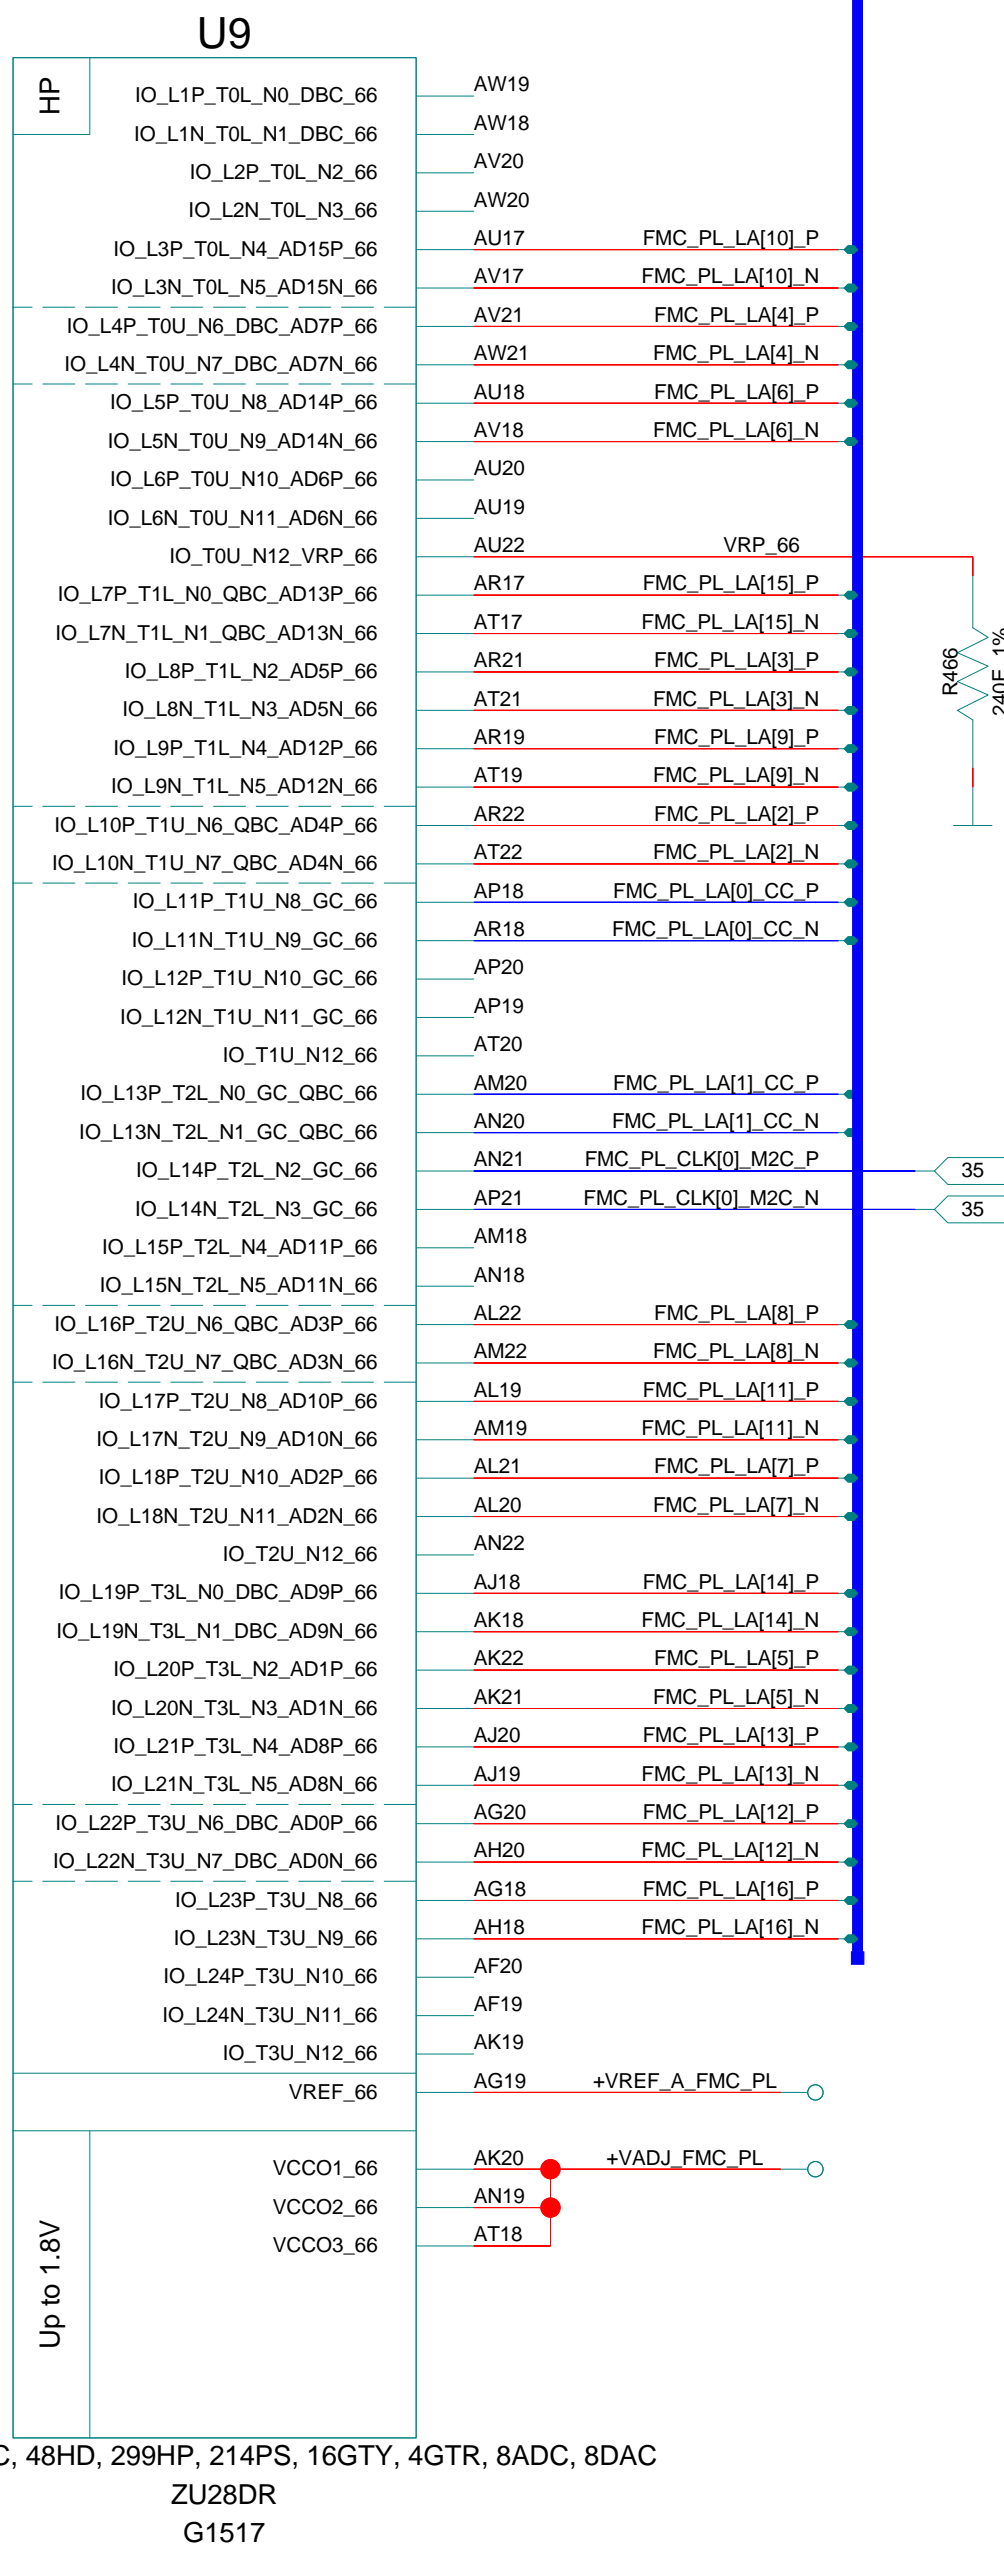 U9
HP
IO_L1P_T0L_N0_DBC_66 AW19
IO_L1N_T0L_N1_DBC_66 AW18
IO_L2P_T0L_N2_66 AV20
IO_L2N_T0L_N3_66 AW20
IO_L3P_T0L_N4_AD15P_66 AU17 FMC_PL_LA[10]_P
IO_L3N_T0L_N5_AD15N_66 AV17 FMC_PL_LA[10]_N
IO_L4P_T0U_N6_DBC_AD7P_66 AV21 FMC_PL_LA[4]_P
IO_L4N_T0U_N7_DBC_AD7N_66 AW21 FMC_PL_LA[4]_N
IO_L5P_T0U_N8_AD14P_66 AU18 FMC_PL_LA[6]_P
IO_L5N_T0U_N9_AD14N_66 AV18 FMC_PL_LA[6]_N
IO_L6P_T0U_N10_AD6P_66 AU20
IO_L6N_T0U_N11_AD6N_66 AU19
IO_T0U_N12_VRP_66 AU22 VRP_66
IO_L7P_T1L_N0_QBC_AD13P_66 AR17 FMC_PL_LA[15]_P
IO_L7N_T1L_N1_QBC_AD13N_66 AT17 FMC_PL_LA[15]_N
IO_L8P_T1L_N2_AD5P_66 AR21 FMC_PL_LA[3]_P
R466
240E 1%
IO_L8N_T1L_N3_AD5N_66 AT21 FMC_PL_LA[3]_N
IO_L9P_T1L_N4_AD12P_66 AR19 FMC_PL_LA[9]_P
IO_L9N_T1L_N5_AD12N_66 AT19 FMC_PL_LA[9]_N
IO_L10P_T1U_N6_QBC_AD4P_66 AR22 FMC_PL_LA[2]_P
IO_L10N_T1U_N7_QBC_AD4N_66 AT22 FMC_PL_LA[2]_N
IO_L11P_T1U_N8_GC_66 AP18 FMC_PL_LA[0]_CC_P
IO_L11N_T1U_N9_GC_66 AR18 FMC_PL_LA[0]_CC_N
IO_L12P_T1U_N10_GC_66 AP20
IO_L12N_T1U_N11_GC_66 AP19
IO_T1U_N12_66 AT20
IO_L13P_T2L_N0_GC_QBC_66 AM20 FMC_PL_LA[1]_CC_P
IO_L13N_T2L_N1_GC_QBC_66 AN20 FMC_PL_LA[1]_CC_N
IO_L14P_T2L_N2_GC_66 AN21 FMC_PL_CLK[0]_M2C_P 35
IO_L14N_T2L_N3_GC_66 AP21 FMC_PL_CLK[0]_M2C_N 35
IO_L15P_T2L_N4_AD11P_66 AM18
IO_L15N_T2L_N5_AD11N_66 AN18
IO_L16P_T2U_N6_QBC_AD3P_66 AL22 FMC_PL_LA[8]_P
IO_L16N_T2U_N7_QBC_AD3N_66 AM22 FMC_PL_LA[8]_N
IO_L17P_T2U_N8_AD10P_66 AL19 FMC_PL_LA[11]_P
IO_L17N_T2U_N9_AD10N_66 AM19 FMC_PL_LA[11]_N
IO_L18P_T2U_N10_AD2P_66 AL21 FMC_PL_LA[7]_P
IO_L18N_T2U_N11_AD2N_66 AL20 FMC_PL_LA[7]_N
IO_T2U_N12_66 AN22
IO_L19P_T3L_N0_DBC_AD9P_66 AJ18 FMC_PL_LA[14]_P
IO_L19N_T3L_N1_DBC_AD9N_66 AK18 FMC_PL_LA[14]_N
IO_L20P_T3L_N2_AD1P_66 AK22 FMC_PL_LA[5]_P
IO_L20N_T3L_N3_AD1N_66 AK21 FMC_PL_LA[5]_N
IO_L21P_T3L_N4_AD8P_66 AJ20 FMC_PL_LA[13]_P
IO_L21N_T3L_N5_AD8N_66 AJ19 FMC_PL_LA[13]_N
IO_L22P_T3U_N6_DBC_AD0P_66 AG20 FMC_PL_LA[12]_P
IO_L22N_T3U_N7_DBC_AD0N_66 AH20 FMC_PL_LA[12]_N
IO_L23P_T3U_N8_66 AG18 FMC_PL_LA[16]_P
IO_L23N_T3U_N9_66 AH18 FMC_PL_LA[16]_N
IO_L24P_T3U_N10_66 AF20
IO_L24N_T3U_N11_66 AF19
IO_T3U_N12_66 AK19
VREF_66 AG19 +VREF_A_FMC_PL
VCCO1_66 AK20 +VADJ_FMC_PL
VCCO2_66 AN19
VCCO3_66 AT18
Up to 1.8V
C, 48HD, 299HP, 214PS, 16GTY, 4GTR, 8ADC, 8DAC
ZU28DR
G1517